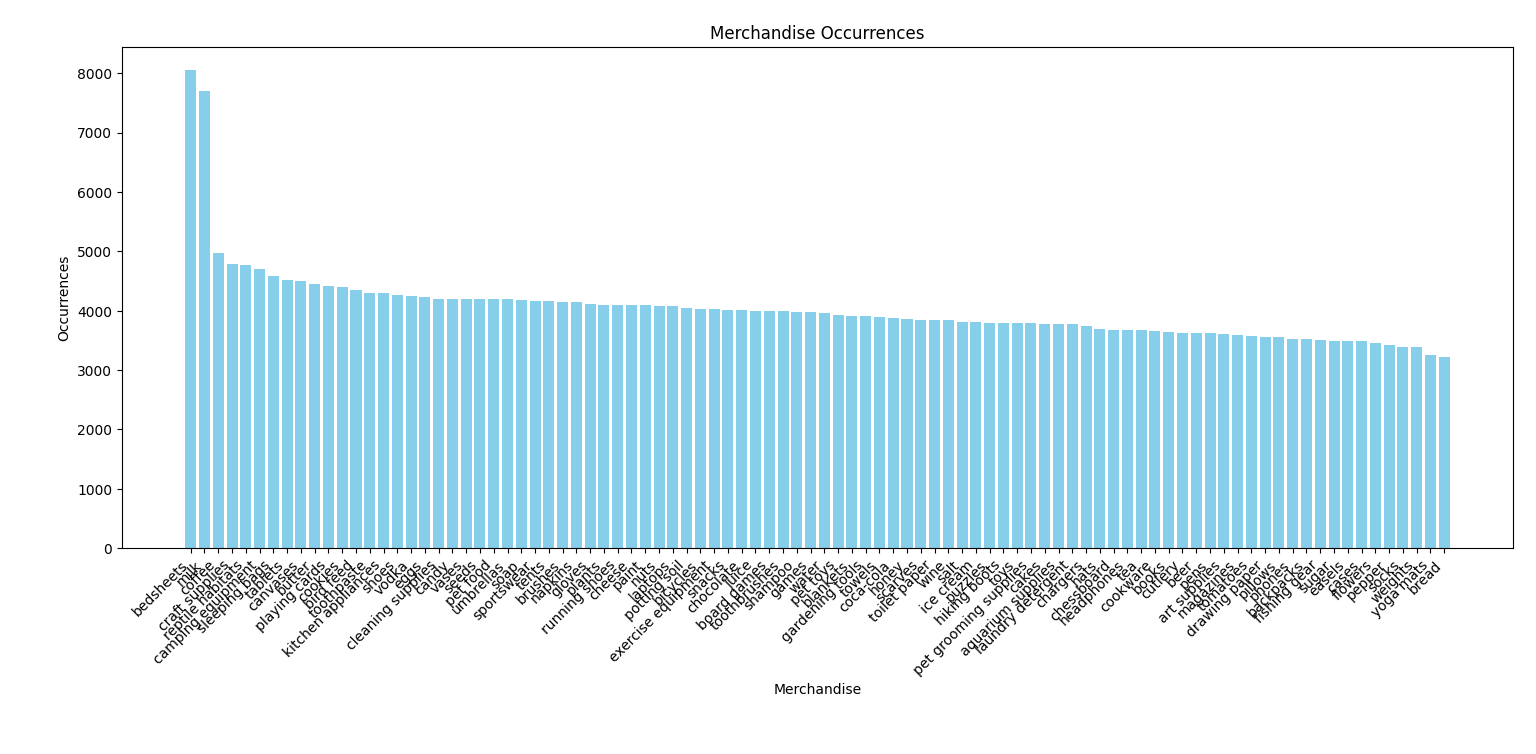 Merchandise Occurrences
Occurrences
8000
7000
6000
5000
4000
3000
2000
1000
0
bedsheets
milk
coffee
craft supplies
reptile habitats
camping equipment
sleeping bags
tablets
canvases
butter
playing cards
cookies
bird feed
toothpaste
kitchen appliances
shoes
vodka
eggs
cleaning supplies
candy
vases
seeds
pet food
umbrellas
soap
sportswear
tents
brushes
napkins
gloves
plants
running shoes
cheese
paint
nuts
laptops
potting soil
bicycles
exercise equipment
snacks
chocolate
juice
board games
toothbrushes
shampoo
games
water
pet toys
blankets
gardening tools
towels
coca-cola
honey
canvas
toilet paper
wine
salt
ice cream
puzzles
hiking boots
toys
pet grooming supplies
cakes
aquarium supplies
laundry detergent
chargers
hats
chessboard
headphones
tea
cookware
books
cutlery
beer
pens
art supplies
magazines
tomatoes
drawing paper
pillows
phones
backpacks
fishing gear
sugar
easels
cases
flowers
pepper
socks
weights
yoga mats
bread
Merchandise